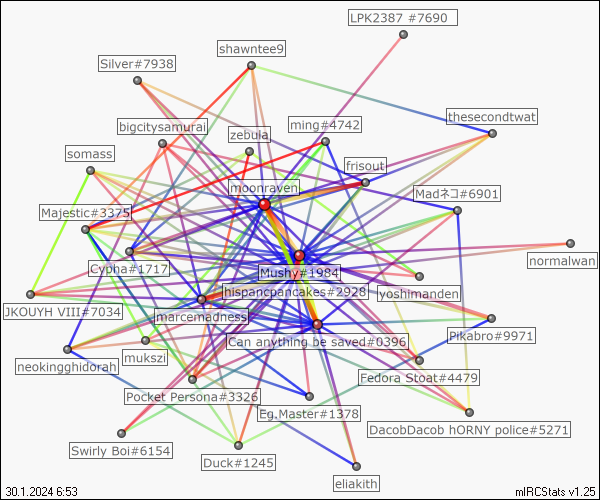 LPK2387 #7690
shawntee9
Silver#7938
thesecondtwat
bigcitysamurai
ming#4742
zebula
somass
frisout
moonraven
Madネコ#6901
Majestic#3375
Cypha#1717
Mushy#1984
normalwan
hispancpancakes#2928
yoshimanden
JKOUYH VIII#7034
marcemadness
Pikabro#9971
Can anything be saved#0396
mukszi
neokingghidorah
Fedora Stoat#4479
Pocket Persona#3326
Eg.Master#1378
DacobDacob hORNY police#5271
Swirly Boi#6154
Duck#1245
eliakith
30.1.2024 6:53
mIRCStats v1.25